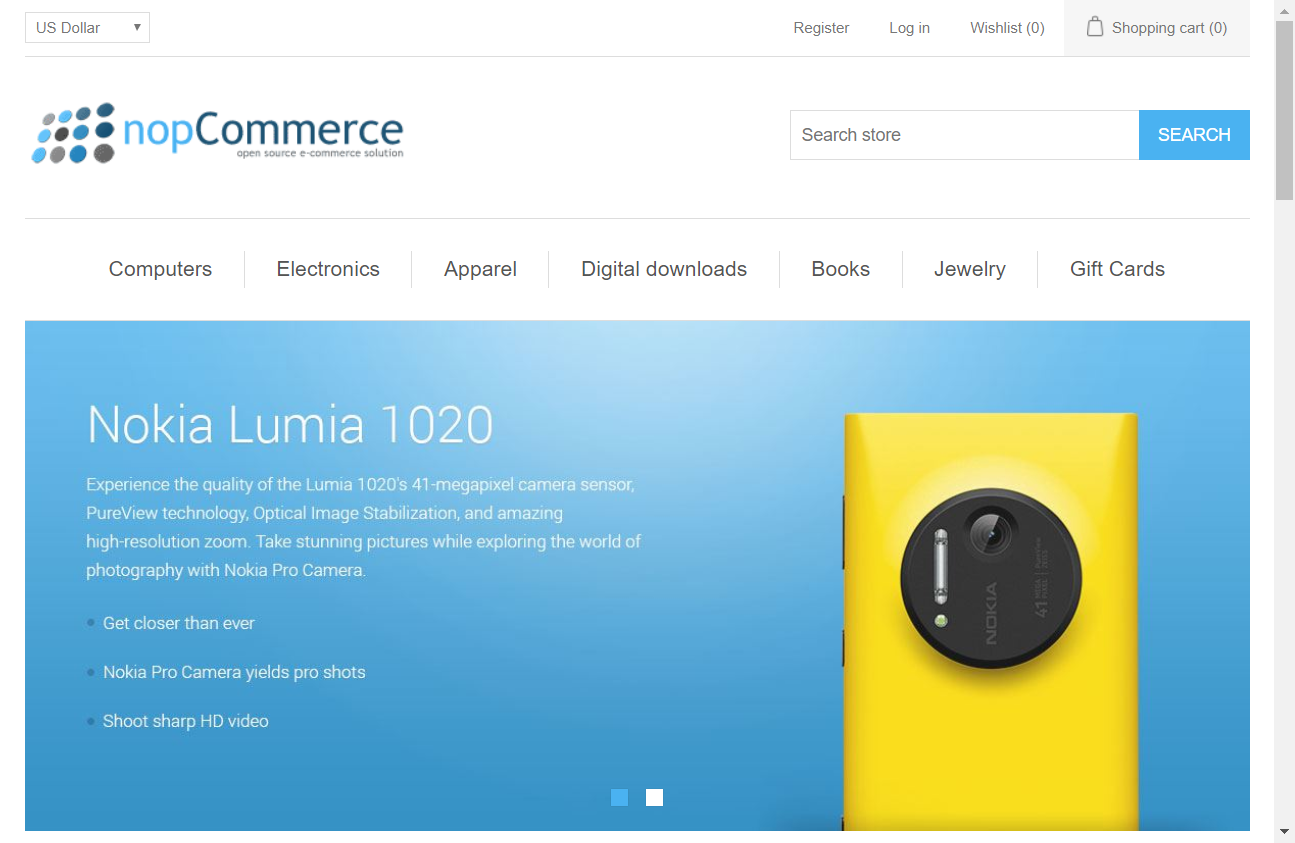 US Dollar
Register
Log in
Wishlist (0)
Shopping cart (0)
nopCommerce
open source e-commerce solution
Search store
SEARCH
Computers
Electronics
Apparel
Digital downloads
Books
Jewelry
Gift Cards
Nokia Lumia 1020
Experience the quality of the Lumia 1020's 41-megapixel camera sensor,
PureView technology, Optical Image Stabilization, and amazing
high-resolution zoom. Take stunning pictures while exploring the world of
photography with Nokia Pro Camera.
Get closer than ever
Nokia Pro Camera yields pro shots
Shoot sharp HD video
NOKIA
41 MEGA
PIXEL
PureView